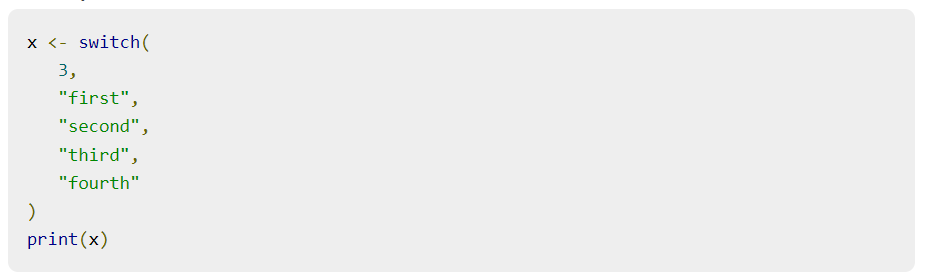 x <- switch(
   3,
   "first",
   "second",
   "third",
   "fourth"
)
print(x)